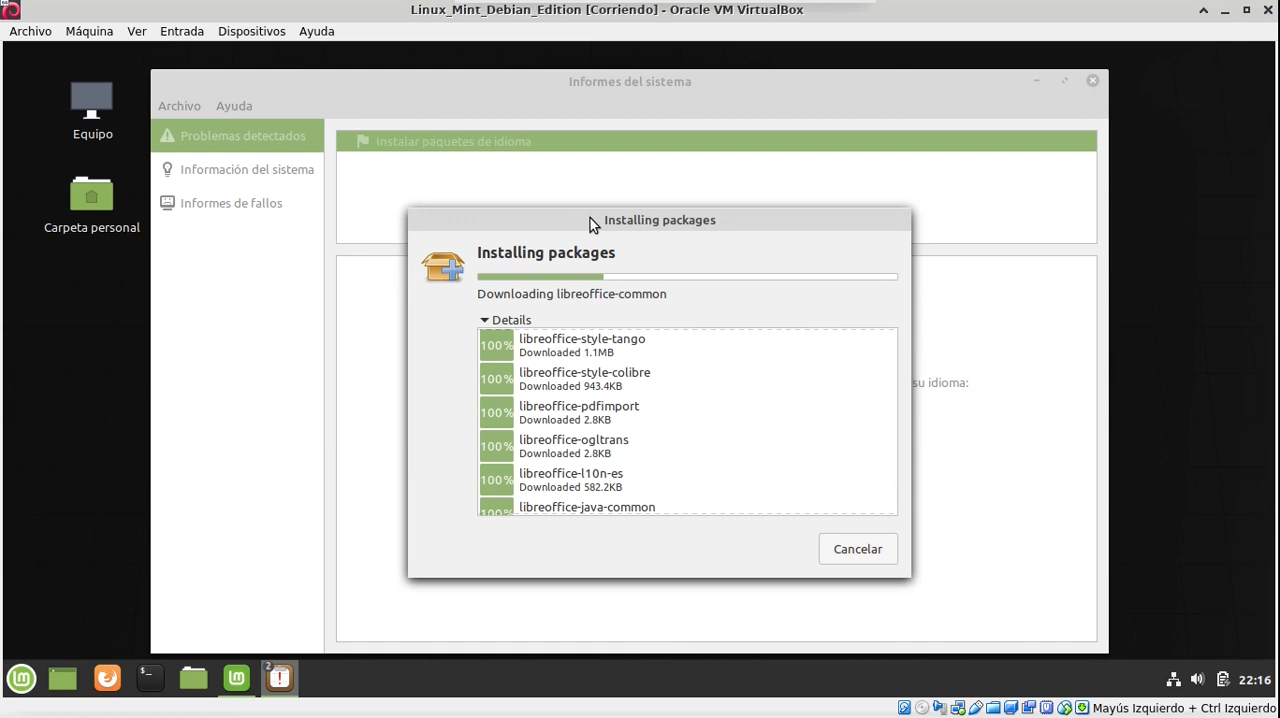 Linux_Mint_Debian_Edition [Corriendo] - Oracle VM VirtualBox
Archivo Máquina Ver Entrada Dispositivos Ayuda
Equipo
Carpeta personal
Informes del sistema
Archivo Ayuda
Problemas detectados
Información del sistema
Informes de fallos
Instalar paquetes de idioma
su idioma:
Installing packages
Installing packages
Downloading libreoffice-common
Details
100% libreoffice-style-tango
Downloaded 1.1MB
100% libreoffice-style-colibre
Downloaded 943.4KB
100% libreoffice-pdfimport
Downloaded 2.8KB
100% libreoffice-ogltrans
Downloaded 2.8KB
100% libreoffice-l10n-es
Downloaded 582.2KB
100% libreoffice-java-common
Cancelar
2
22:16
Mayús Izquierdo + Ctrl Izquierdo